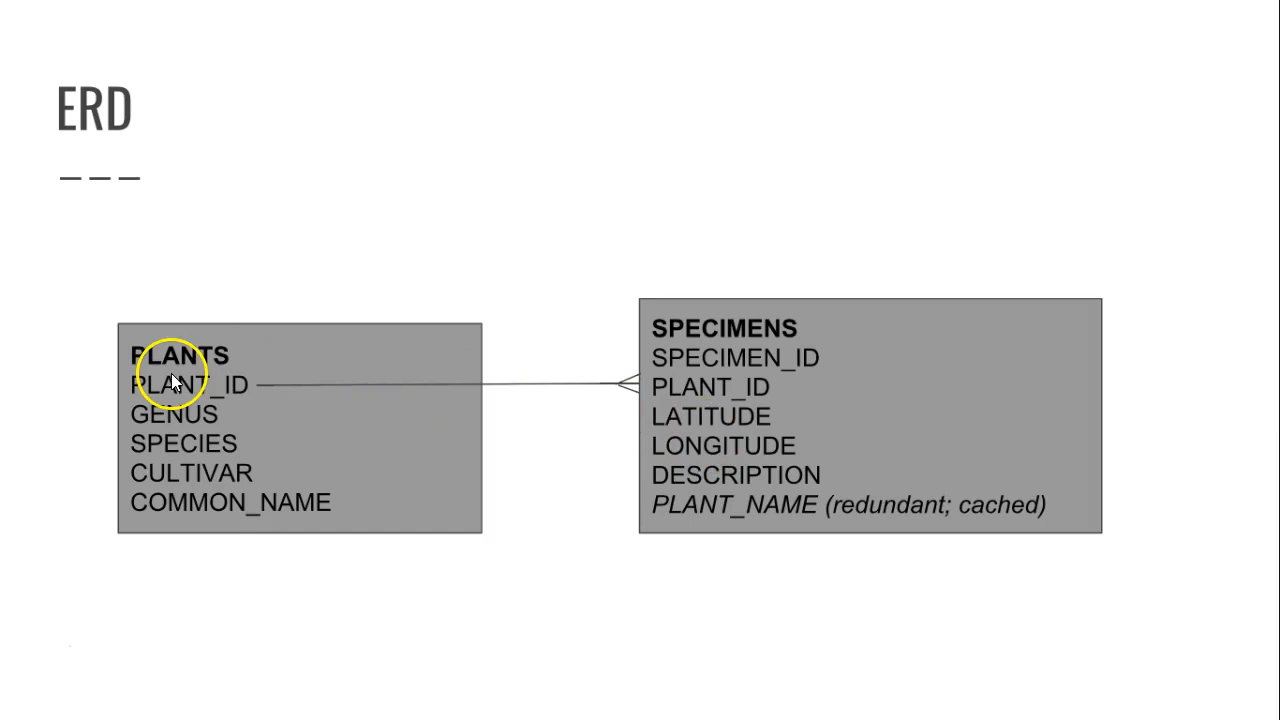 ERD
PLANTS
PLANT_ID
GENUS
SPECIES
CULTIVAR
COMMON_NAME
SPECIMENS
SPECIMEN_ID
PLANT_ID
LATITUDE
LONGITUDE
DESCRIPTION
PLANT_NAME (redundant; cached)